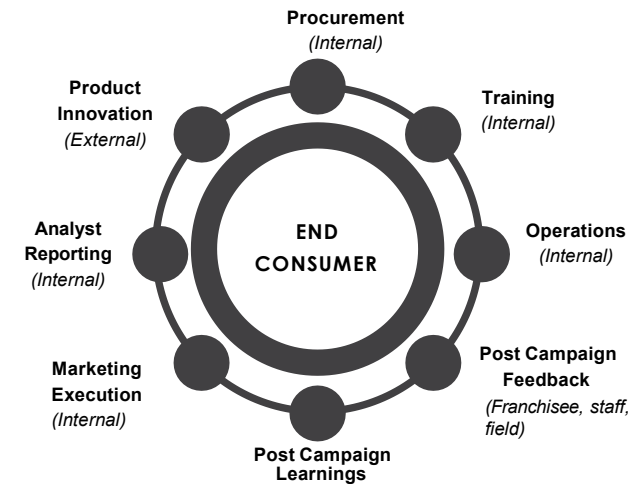 Procurement
(Internal)
Product
Innovation
(External)
Training
(Internal)
Analyst
Reporting
(Internal)
END
CONSUMER
Operations
(Internal)
Marketing
Execution
(Internal)
Post Campaign
Feedback
(Franchisee, staff,
field)
Post Campaign
Learnings